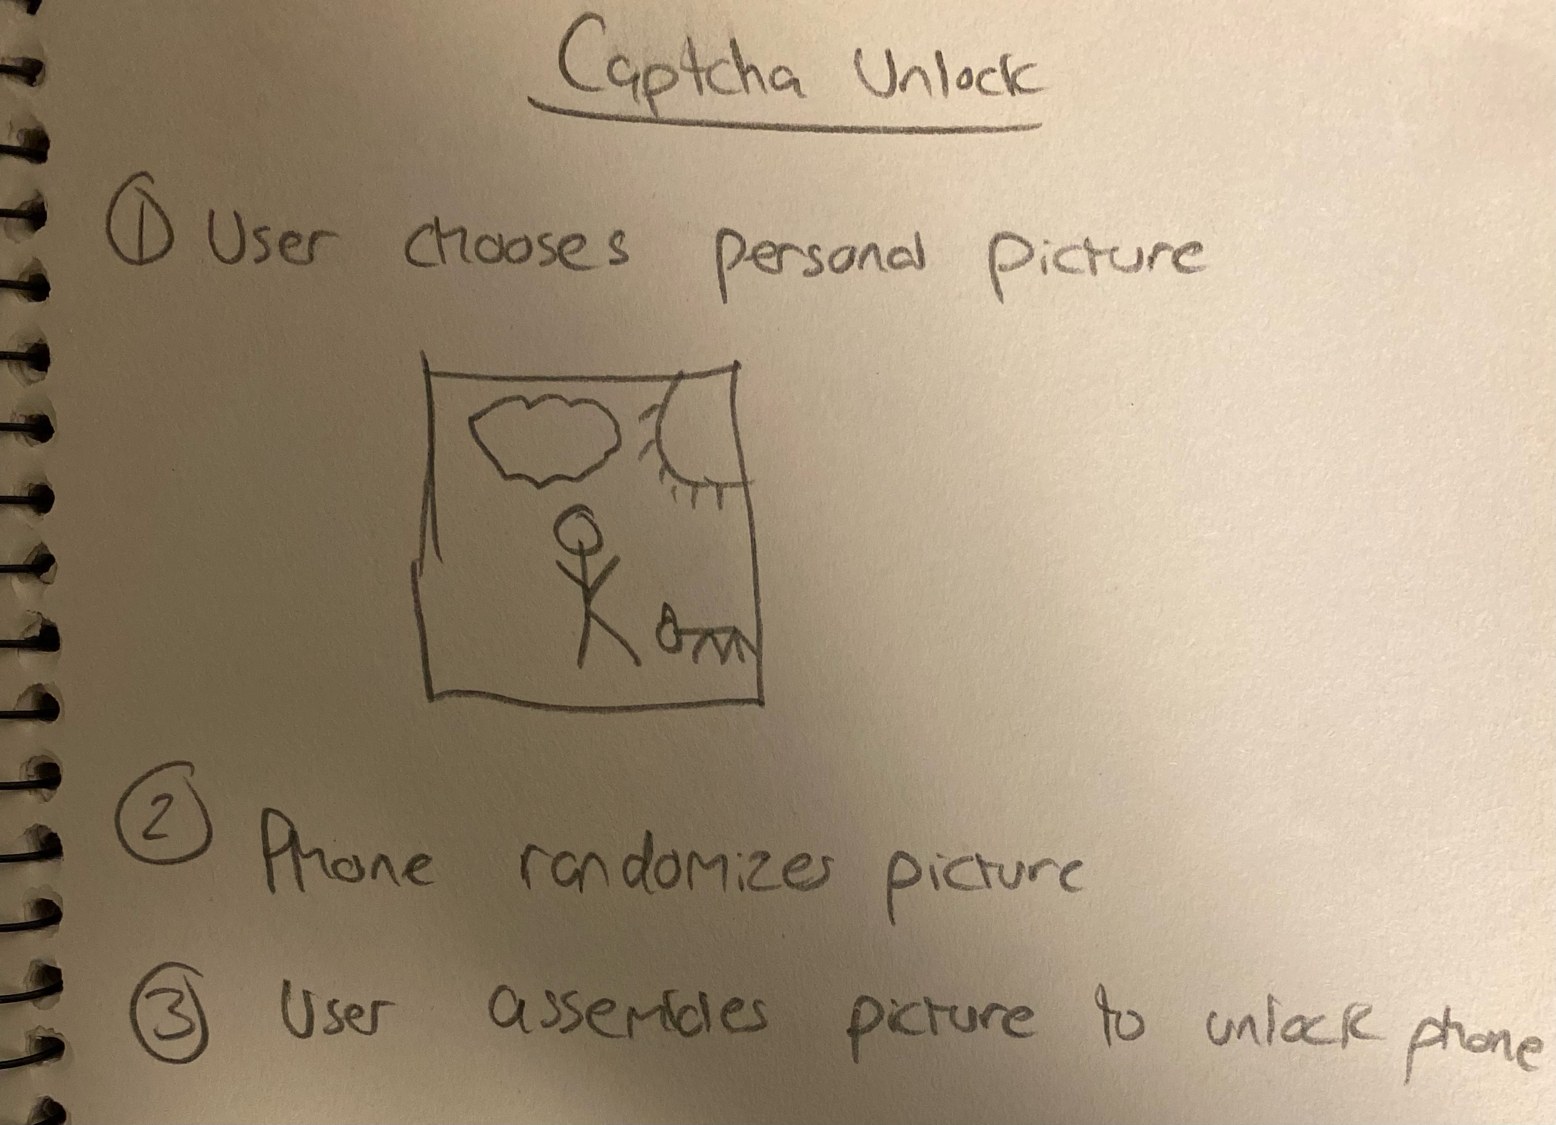 Captcha Unlock
1 User chooses personal picture
2 Phone randomizes picture
3 User assembles picture to unlock phone